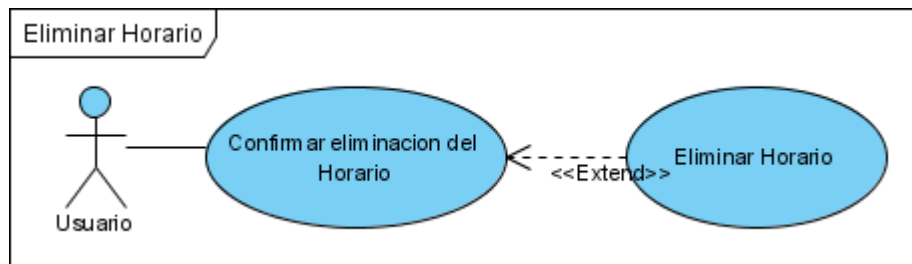 Eliminar Horario
Confirmar eliminacion del
Horario
<<Extend>>
Eliminar Horario
Usuario